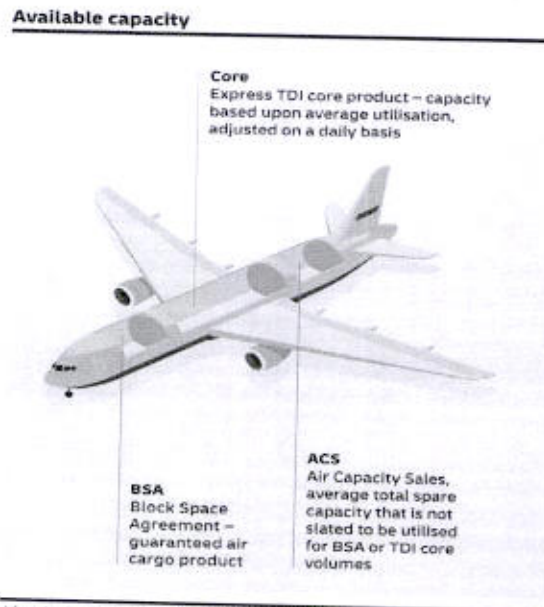 Available capacity
Core
Express TDI core product – capacity
based upon average utilisation,
adjusted on a daily basis
BSA
Block Space
Agreement –
guaranteed air
cargo product
ACS
Air Capacity Sales,
average total spare
capacity that is not
slated to be utilised
for BSA or TDI core
volumes